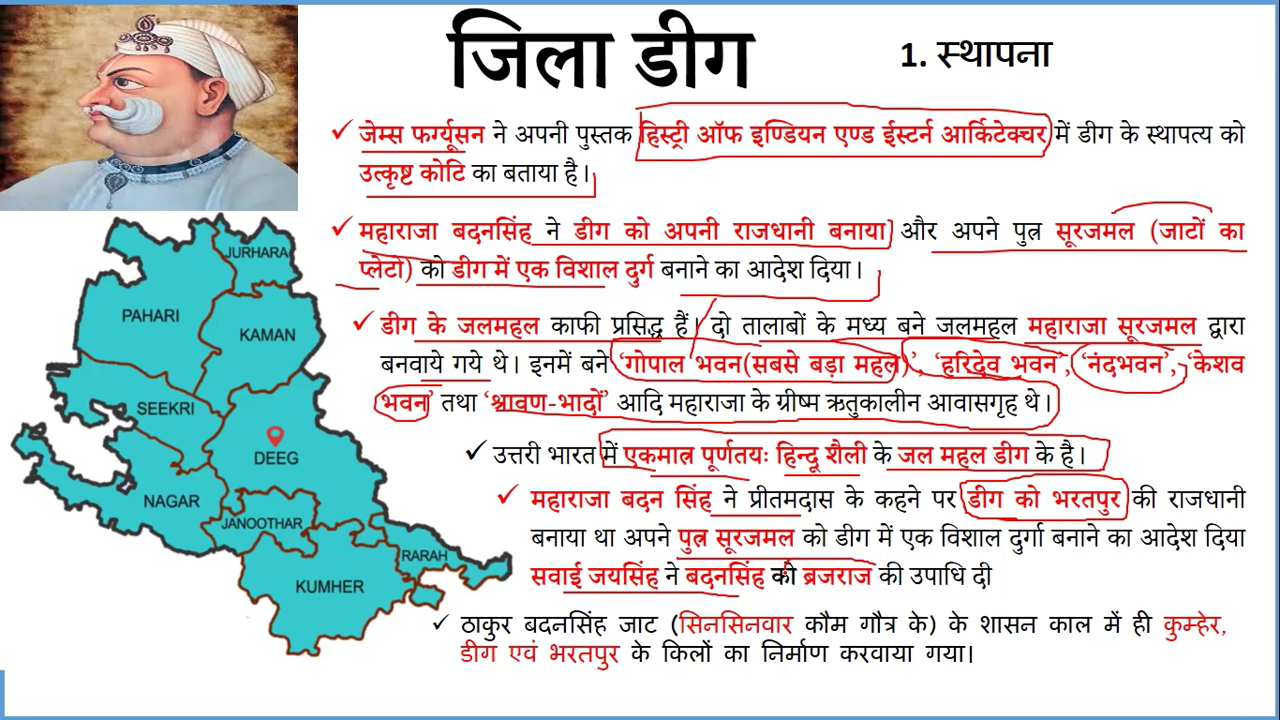 जिला डीग
1. स्थापना
✓ जेम्स फर्ग्यूसन ने अपनी पुस्तक हिस्ट्री ऑफ इण्डियन एण्ड ईस्टर्न आर्किटेक्चर में डीग के स्थापत्य को
उत्कृष्ट कोटि का बताया है।
✓ महाराजा बदनसिंह ने डीग को अपनी राजधानी बनाया और अपने पुत्र सूरजमल (जाटों का
प्लेटो) को डीग में एक विशाल दुर्ग बनाने का आदेश दिया।
✓ डीग के जलमहल काफी प्रसिद्ध हैं। दो तालाबों के मध्य बने जलमहल महाराजा सूरजमल द्वारा
बनवाये गये थे। इनमें बने ‘गोपाल भवन(सबसे बड़ा महल)’, ‘हरिदेव भवन’, ‘नंदभवन’, ‘केशव
भवन’ तथा ‘श्रावण-भादों’ आदि महाराजा के ग्रीष्म ऋतुकालीन आवासगृह थे।
✓ उत्तरी भारत में एकमात्र पूर्णतयः हिन्दू शैली के जल महल डीग के है।
✓ महाराजा बदन सिंह ने प्रीतमदास के कहने पर डीग को भरतपुर की राजधानी
बनाया था अपने पुत्र सूरजमल को डीग में एक विशाल दुर्गा बनाने का आदेश दिया
सवाई जयसिंह ने बदनसिंह की ब्रजराज की उपाधि दी
✓ ठाकुर बदनसिंह जाट (सिनसिनवार कौम गौत्र के) के शासन काल में ही कुम्हेर,
डीग एवं भरतपुर के किलों का निर्माण करवाया गया।
JURHARA
PAHARI
KAMAN
SEEKRI
DEEG
NAGAR
JANOOTHAR
RARAH
KUMHER